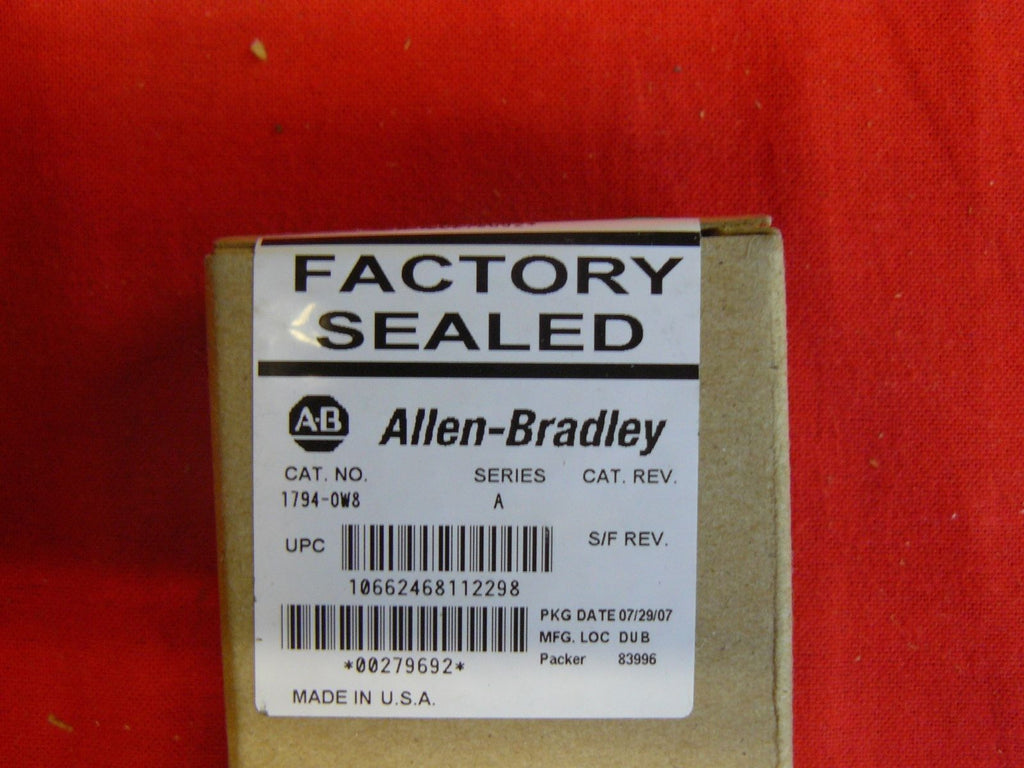 FACTORY
SEALED
A-B Allen-Bradley
CAT. NO. SERIES CAT. REV.
1794-OW8 A
UPC S/F REV.
10662468112298
PKG DATE 07/29/07
MFG. LOC DUB
Packer 83996
*00279692*
MADE IN U.S.A.